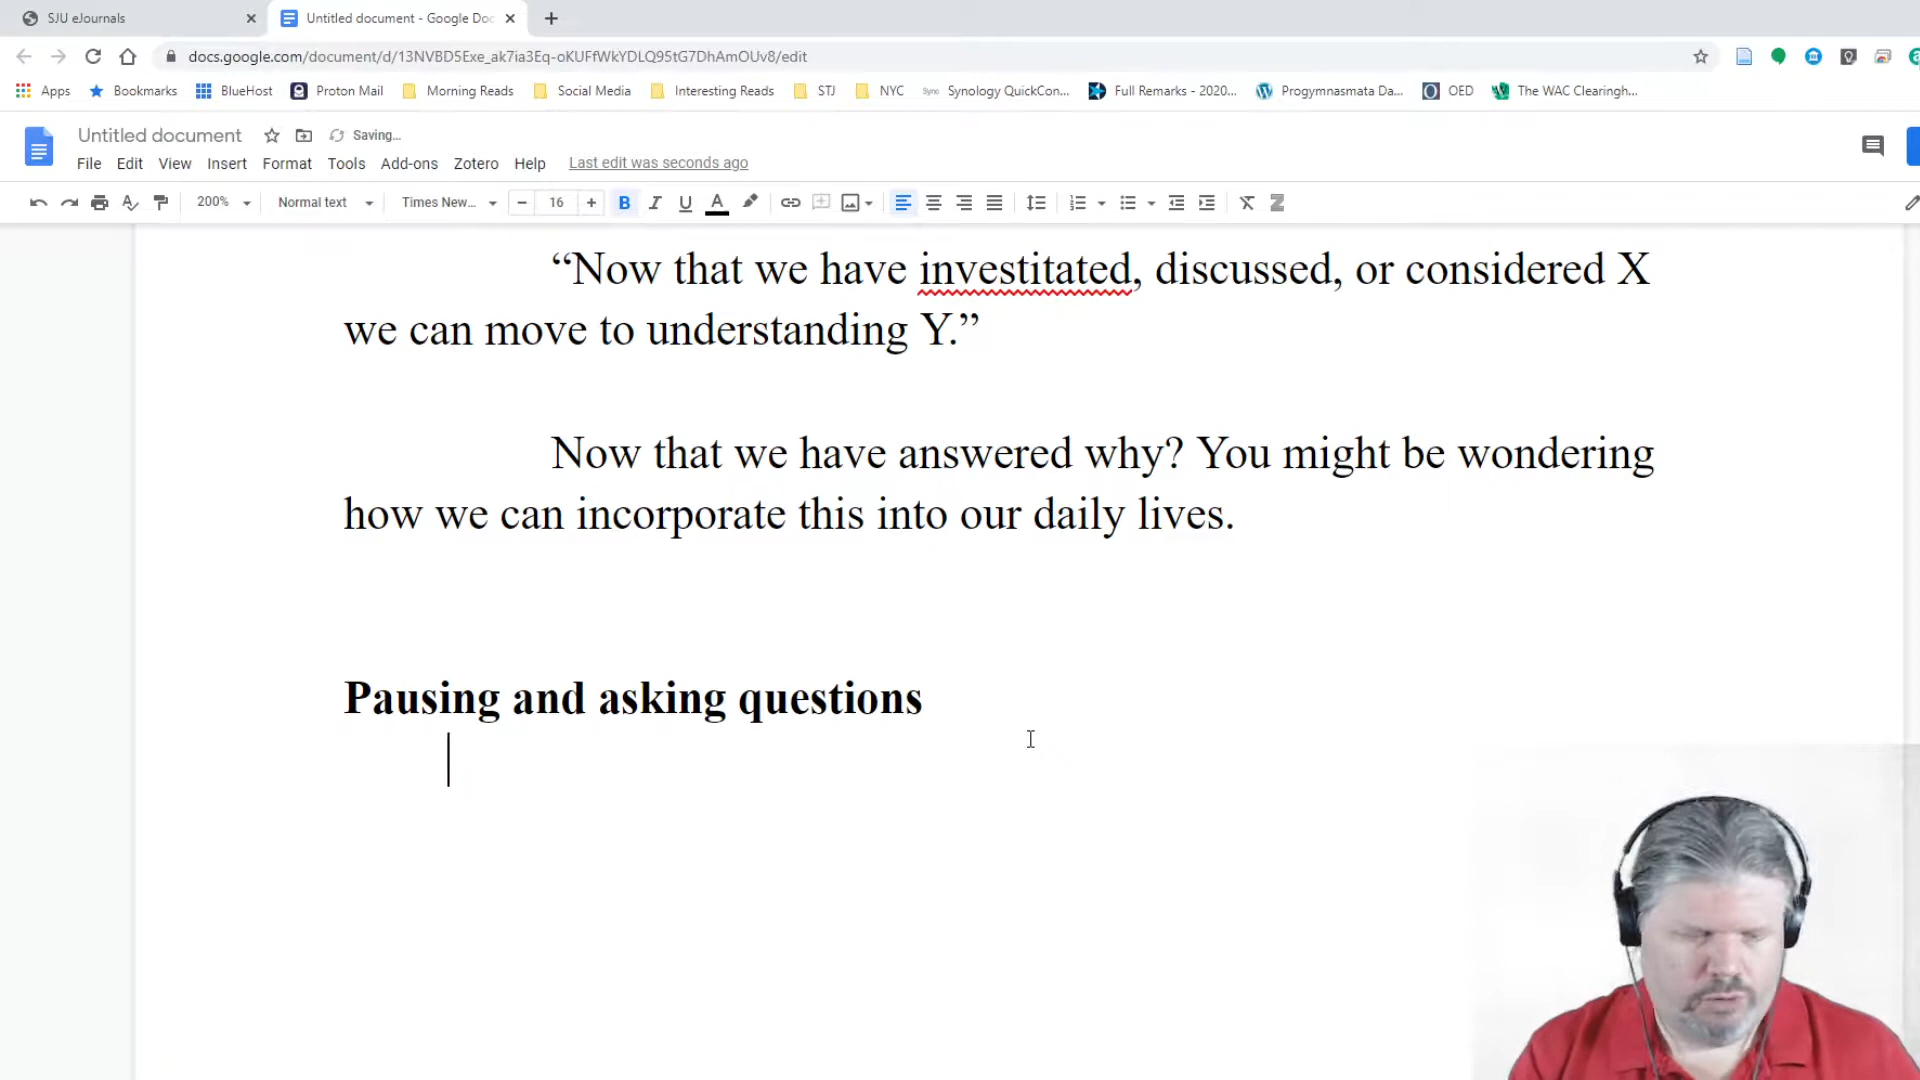 SJU eJournals
Untitled document - Google Doc
docs.google.com/document/d/13NVBD5Exe_ak7ia3Eq-oKUFfWkYDLQ95tG7DhAmOUv8/edit
Apps Bookmarks BlueHost Proton Mail Morning Reads Social Media Interesting Reads STJ NYC Sync Synology QuickCon... Full Remarks - 2020... Progymnasmata Da... OED The WAC Clearingh...
Untitled document Saving...
File Edit View Insert Format Tools Add-ons Zotero Help Last edit was seconds ago
200% Normal text Times New... 16 B I U A Z
“Now that we have investitated, discussed, or considered X
we can move to understanding Y.”
Now that we have answered why? You might be wondering
how we can incorporate this into our daily lives.
Pausing and asking questions